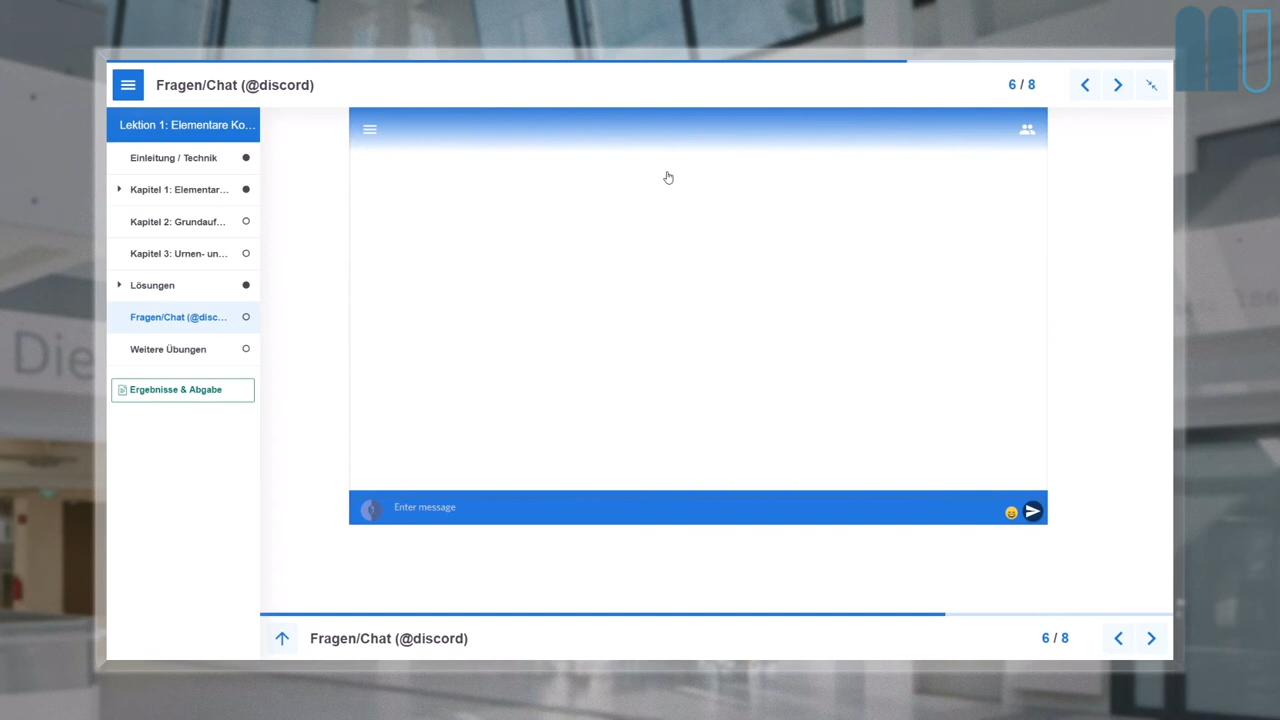 Fragen/Chat (@discord)
6 / 8
Lektion 1: Elementare Ko...
Einleitung / Technik
Kapitel 1: Elementar...
Kapitel 2: Grundauf...
Kapitel 3: Urnen- un...
Lösungen
Fragen/Chat (@disc...
Weitere Übungen
Ergebnisse & Abgabe
Enter message
Fragen/Chat (@discord)
6 / 8
Die